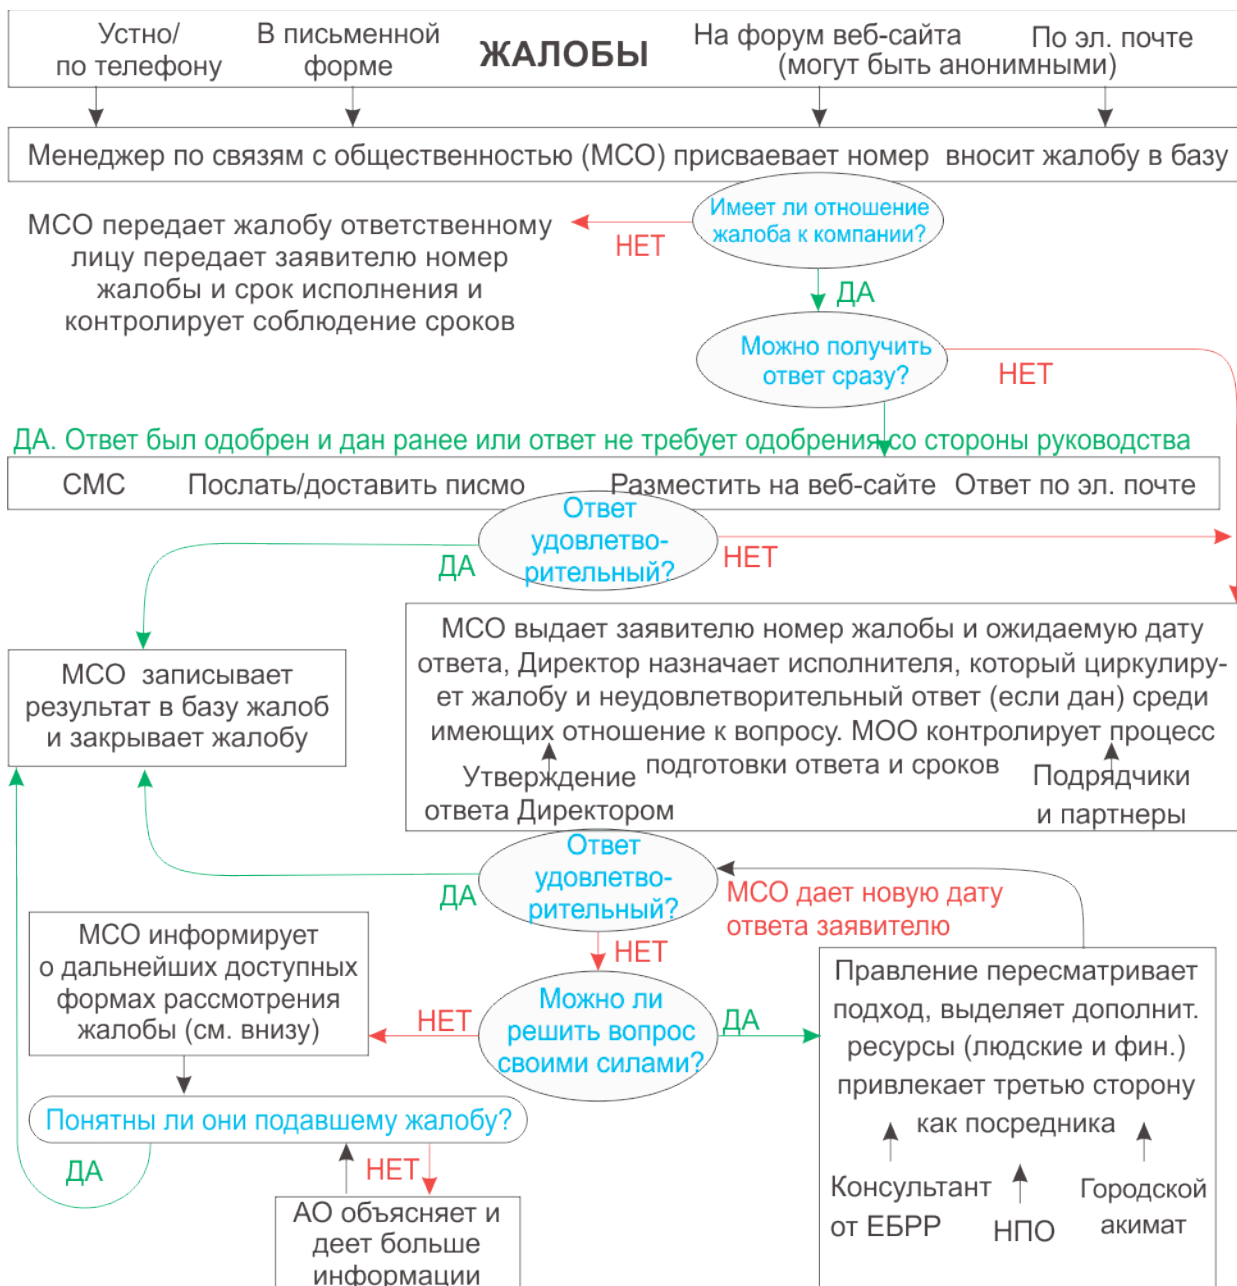 Устно/
по телефону
В письменной
форме
ЖАЛОБЫ
На форум веб-сайта
(могут быть анонимными)
По эл. почте
Менеджер по связям с общественностью (МСО) присваевает номер вносит жалобу в базу
Имеет ли отношение
жалоба к компании?
НЕТ
МСО передает жалобу ответственному
лицу передает заявителю номер
жалобы и срок исполнения и
контролирует соблюдение сроков
ДА
Можно получить
ответ сразу?
НЕТ
ДА. Ответ был одобрен и дан ранее или ответ не требует одобрения со стороны руководства
СМС
Послать/доставить писмо
Разместить на веб-сайте
Ответ по эл. почте
Ответ
удовлетво-
рительный?
ДА
НЕТ
МСО записывает
результат в базу жалоб
и закрывает жалобу
МСО выдает заявителю номер жалобы и ожидаемую дату
ответа, Директор назначает исполнителя, который циркулиру-
ет жалобу и неудовлетворительный ответ (если дан) среди
имеющих отношение к вопросу. МОО контролирует процесс
подготовки ответа и сроков
Утверждение
ответа Директором
Подрядчики
и партнеры
Ответ
удовлетво-
рительный?
ДА
МСО дает новую дату
ответа заявителю
НЕТ
МСО информирует
о дальнейших доступных
формах рассмотрения
жалобы (см. внизу)
НЕТ
Можно ли
решить вопрос
своими силами?
ДА
Правление пересматривает
подход, выделяет дополнит.
ресурсы (людские и фин.)
привлекает третью сторону
как посредника
Консультант
от ЕБРР
НПО
Городской
акимат
Понятны ли они подавшему жалобу?
ДА
НЕТ
АО объясняет и
деет больше
информации